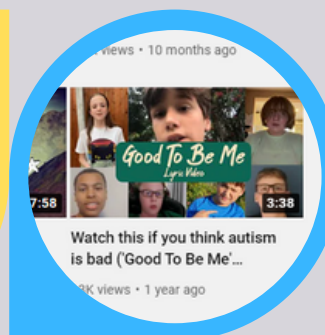 views • 10 months ago
Good To Be Me
Lyric Video
7:58
3:38
Watch this if you think autism
is bad ('Good To Be Me'...
K views • 1 year ago